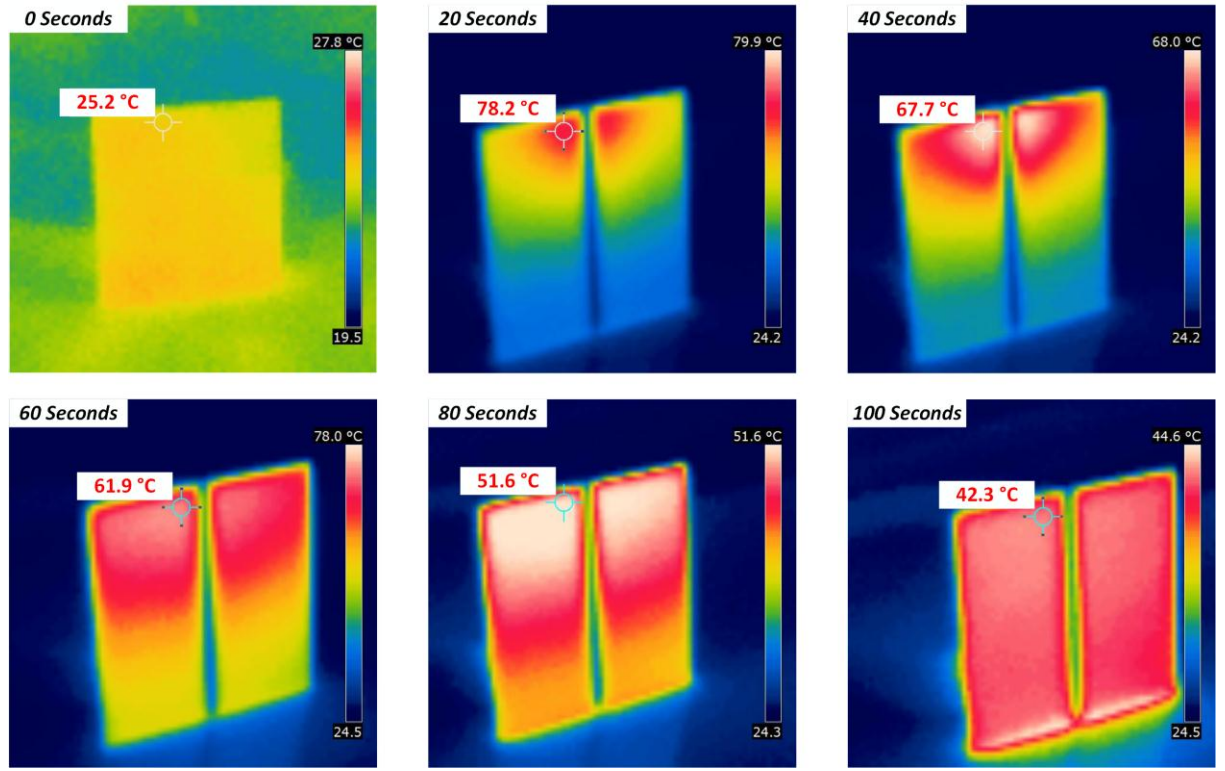 0 Seconds
27.8 °C
25.2 °C
19.5
20 Seconds
79.9 °C
78.2 °C
24.2
40 Seconds
68.0 °C
67.7 °C
24.2
60 Seconds
78.0 °C
61.9 °C
24.5
80 Seconds
51.6 °C
51.6 °C
24.3
100 Seconds
44.6 °C
42.3 °C
24.5